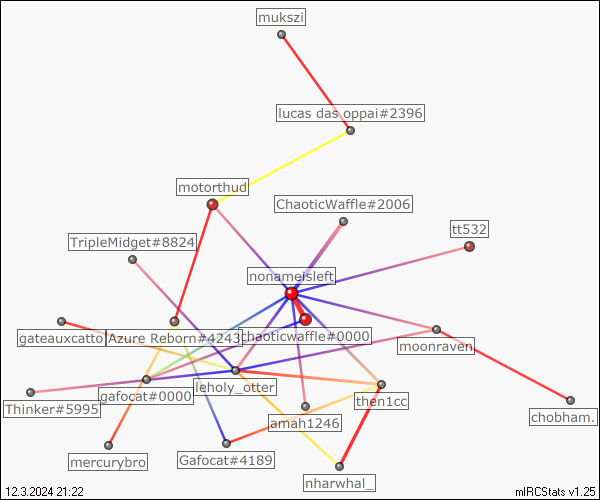 mukszi
lucas das oppai#2396
motorthud
ChaoticWaffle#2006
tt532
TripleMidget#8824
nonameisleft
gateauxcatto
Azure Reborn#4243
chaoticwaffle#0000
moonraven
leholy_otter
gafocat#0000
then1cc
Thinker#5995
amah1246
chobham.
mercurybro
Gafocat#4189
nharwhal_
12.3.2024 21:22
mIRCStats v1.25